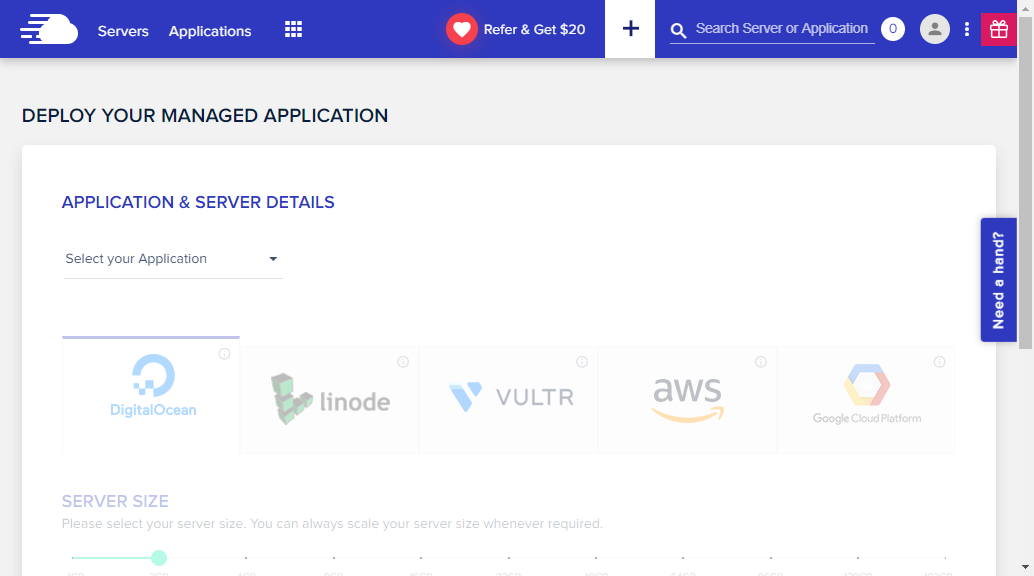 Servers
Applications
Refer & Get $20
+
Search Server or Application
0
DEPLOY YOUR MANAGED APPLICATION
APPLICATION & SERVER DETAILS
Select your Application
Need a hand?
DigitalOcean
linode
VULTR
aws
Google Cloud Platform
SERVER SIZE
Please select your server size. You can always scale your server size whenever required.